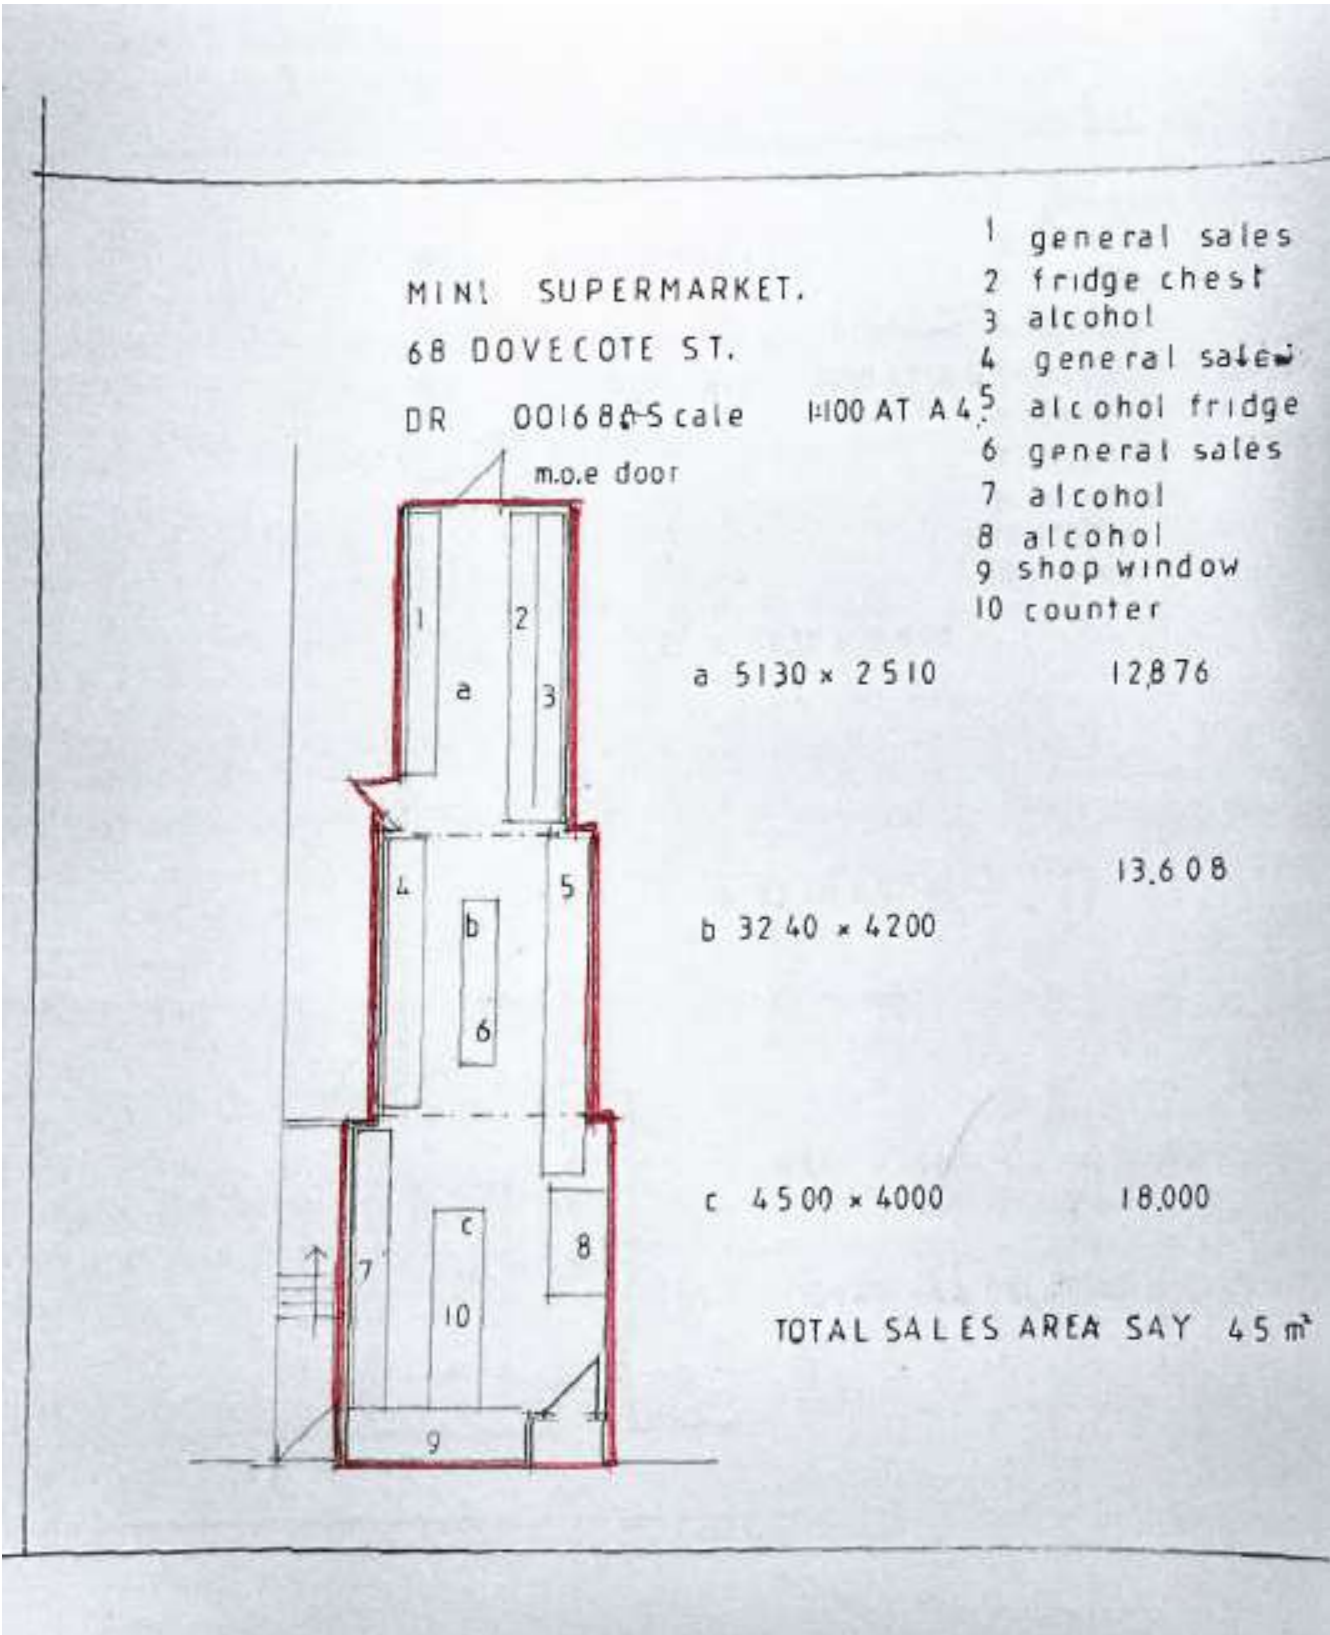 MINI SUPERMARKET.
68 DOVECOTE ST.
DR 00168A Scale 1:100 AT A4.
1 general sales
2 fridge chest
3 alcohol
4 general sales
5 alcohol fridge
6 general sales
7 alcohol
8 alcohol
9 shop window
10 counter
m.o.e door
1
2
a
3
a 5130 × 2510 12,876
4
5
b
6
13.608
b 3240 × 4200
c
7
8
10
c 4500 × 4000 18.000
TOTAL SALES AREA SAY 45 m²
9